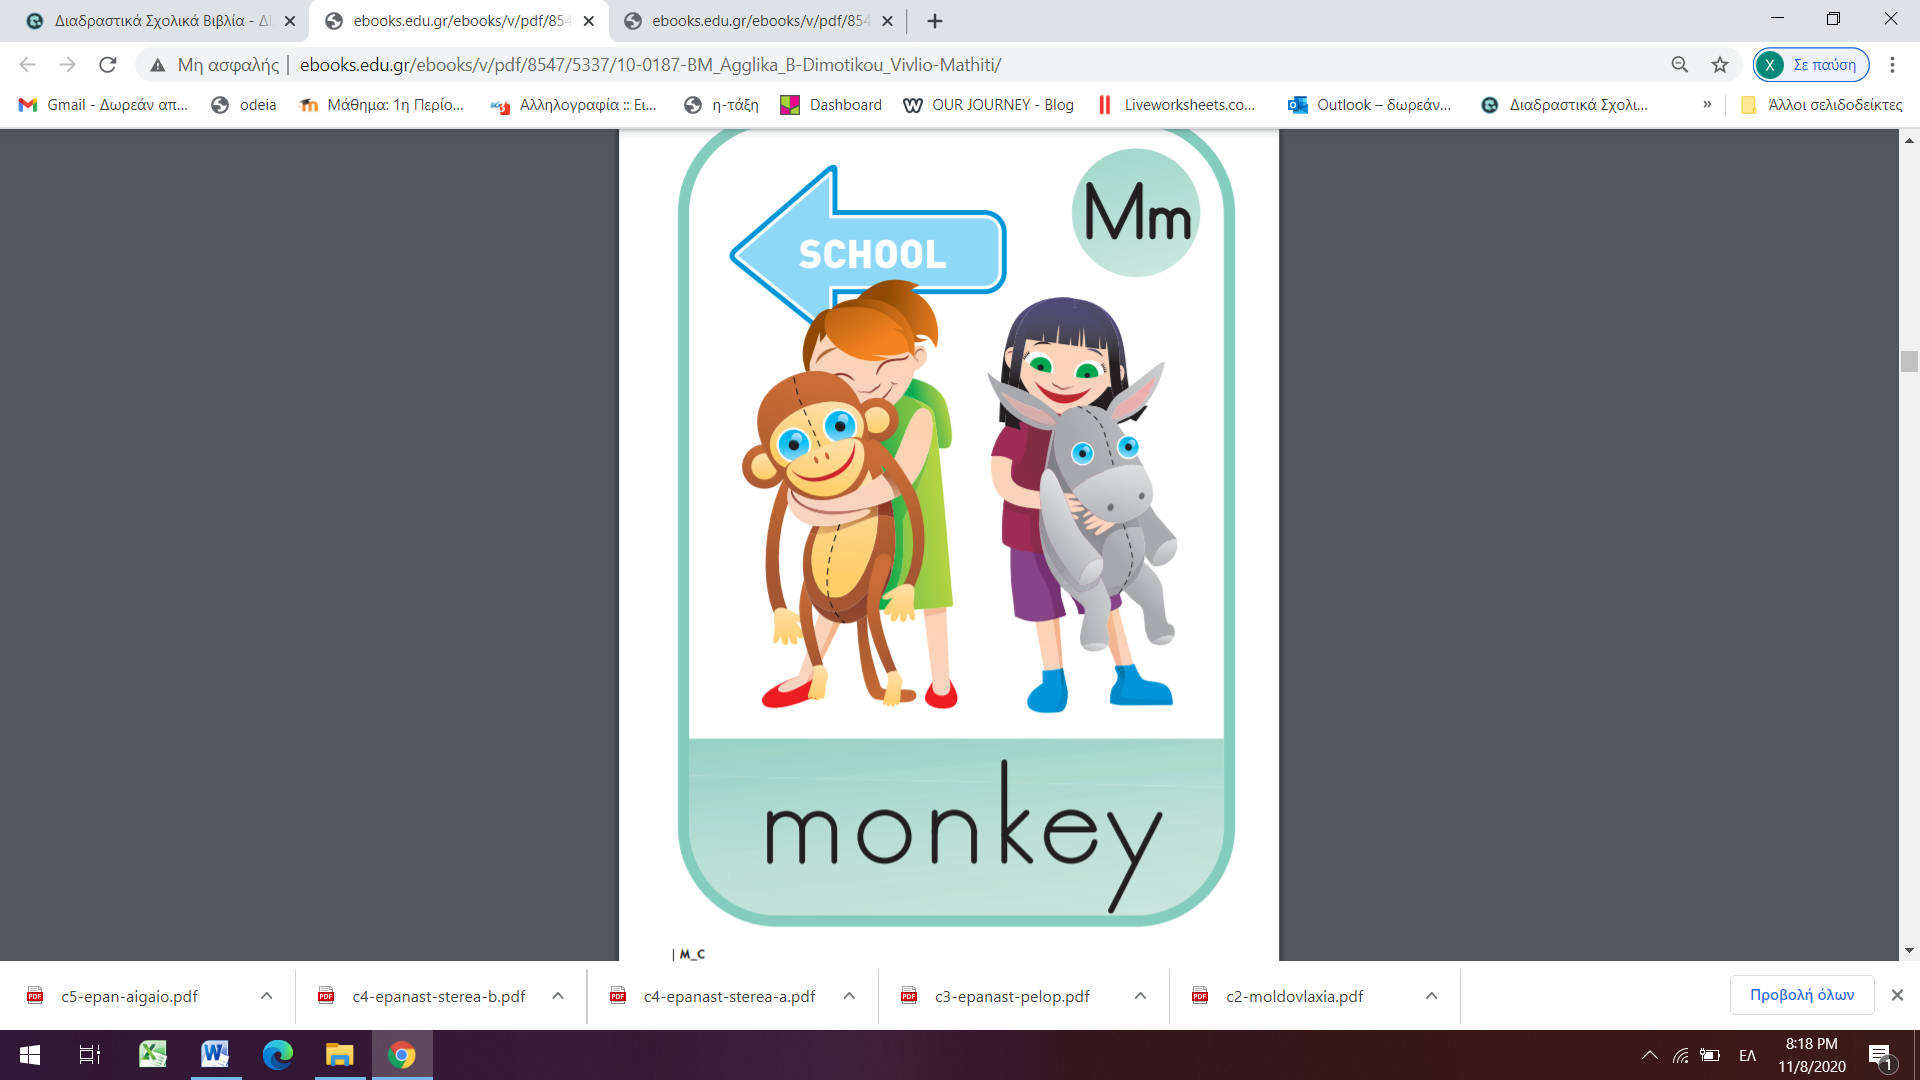 Διαδραστικά Σχολικά Βιβλία - Δ
ebooks.edu.gr/ebooks/v/pdf/854
ebooks.edu.gr/ebooks/v/pdf/854
Μη ασφαλής | ebooks.edu.gr/ebooks/v/pdf/8547/5337/10-0187-BM_Agglika_B-Dimotikou_Vivlio-Mathiti/
X Σε παύση
Gmail - Δωρεάν απ... odeia Μάθημα: 1η Περίο... Αλληλογραφία :: Ει... η-τάξη Dashboard OUR JOURNEY - Blog Liveworksheets.co... Outlook – δωρεάν... Διαδραστικά Σχολι... » Άλλοι σελιδοδείκτες
Mm
SCHOOL
monkey
| M_C
c5-epan-aigaio.pdf c4-epanast-sterea-b.pdf c4-epanast-sterea-a.pdf c3-epanast-pelop.pdf c2-moldovlaxia.pdf Προβολή όλων
8:18 PM
ΕΛ
11/8/2020
1